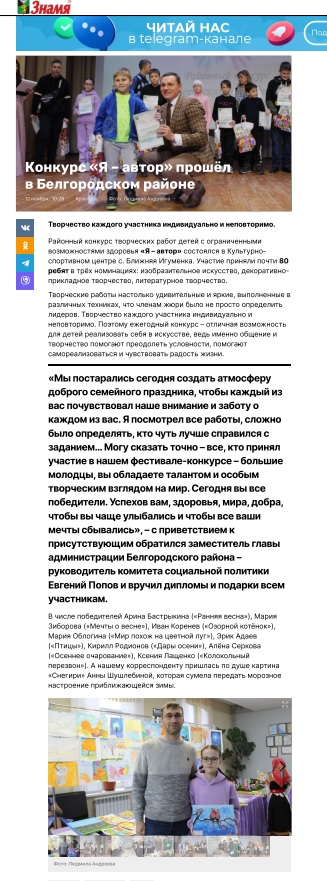 Знамя
ЧИТАЙ НАС
в telegram-канале
Под
Конкурс «Я – автор» прошёл
в Белгородском районе
12 ноября, 10:28 Культура Фото: Людмила Андреева
Творчество каждого участника индивидуально и неповторимо.
Районный конкурс творческих работ детей с ограниченными
возможностями здоровья «Я – автор» состоялся в Культурно-
спортивном центре с. Ближняя Игуменка. Участие приняли почти 80
ребят в трёх номинациях: изобразительное искусство, декоративно-
прикладное творчество, литературное творчество.
Творческие работы настолько удивительные и яркие, выполненные в
различных техниках, что членам жюри было не просто определить
лидеров. Творчество каждого участника индивидуально и
неповторимо. Поэтому ежегодный конкурс – отличная возможность
для детей реализовать себя в искусстве, ведь именно общение и
творчество помогают преодолеть условности, помогают
самореализоваться и чувствовать радость жизни.
«Мы постарались сегодня создать атмосферу
доброго семейного праздника, чтобы каждый из
вас почувствовал наше внимание и заботу о
каждом из вас. Я посмотрел все работы, сложно
было определять, кто чуть лучше справился с
заданием... Могу сказать точно – все, кто принял
участие в нашем фестивале-конкурсе – большие
молодцы, вы обладаете талантом и особым
творческим взглядом на мир. Сегодня вы все
победители. Успехов вам, здоровья, мира, добра,
чтобы вы чаще улыбались и чтобы все ваши
мечты сбывались», – с приветствием к
присутствующим обратился заместитель главы
администрации Белгородского района –
руководитель комитета социальной политики
Евгений Попов и вручил дипломы и подарки всем
участникам.
В числе победителей Арина Бастрыкина («Ранняя весна»), Мария
Зиборова («Мечты о весне»), Иван Коренев («Озорной котёнок»),
Мария Облогина («Мир похож на цветной луг»), Эрик Адаев
(«Птицы»), Кирилл Родионов («Дары осени»), Алёна Серкова
(«Осеннее очарование»), Ксения Лащенко («Колокольный
перезвон»). А нашему корреспонденту пришлась по душе картина
«Снегири» Анны Шушлебиной, которая сумела передать морозное
настроение приближающейся зимы.
Фото: Людмила Андреева